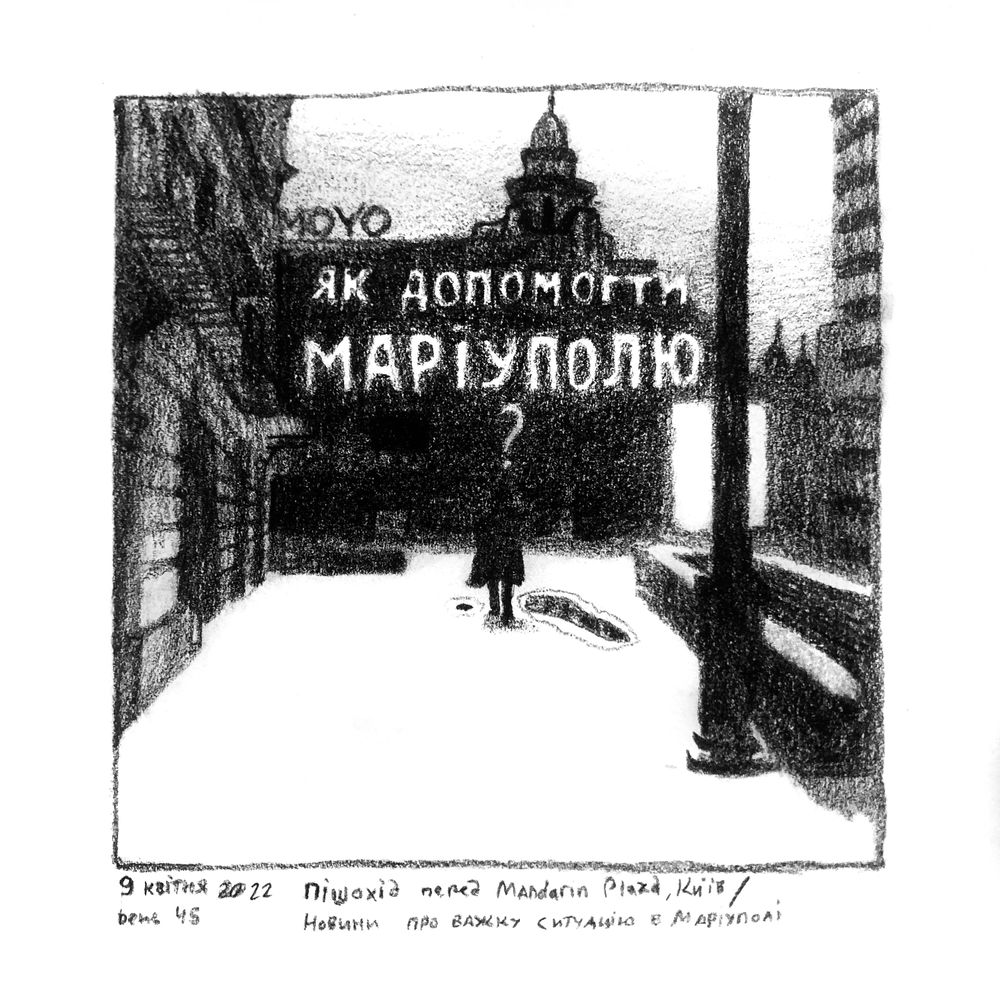 MOYO
ЯК ДОПОМОГТИ
МАРІУПОЛЮ
?
9 квітня 2022 Пішохід перед Mandarin Plaza, Київ /
день 45 Новини про важку ситуацію в Маріуполі